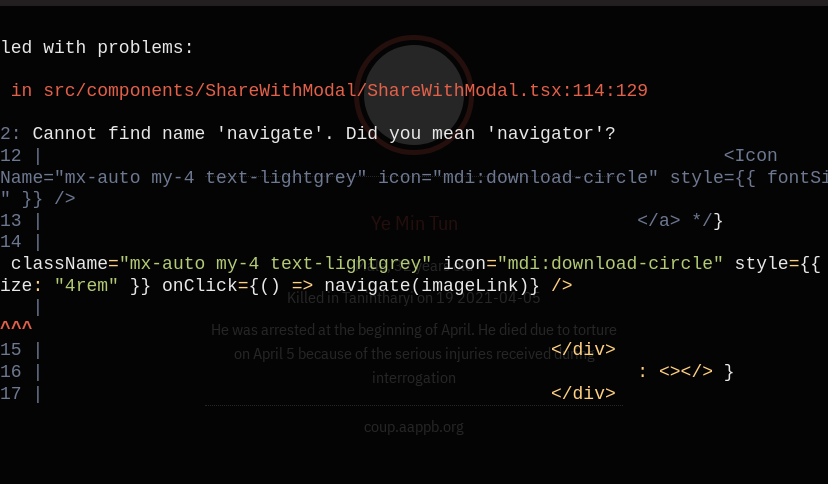 led with problems:
in src/components/ShareWithModal/ShareWithModal.tsx:114:129
2: Cannot find name 'navigate'. Did you mean 'navigator'?
12 | <Icon
Name="mx-auto my-4 text-lightgrey" icon="mdi:download-circle" style={{ fontSi
" }} />
13 | </a> */}
Ye Min Tun
14 |
className="mx-auto my-4 text-lightgrey" icon="mdi:download-circle" style={{
ize: "4rem" }} onClick={() => navigate(imageLink)} />
Killed in Tanintharyi on 19 2021-04-05
|
^^^
He was arrested at the beginning of April. He died due to torture
15 | </div>
on April 5 because of the serious injuries received during
16 | : <></> }
interrogation
17 | </div>
coup.aappb.org